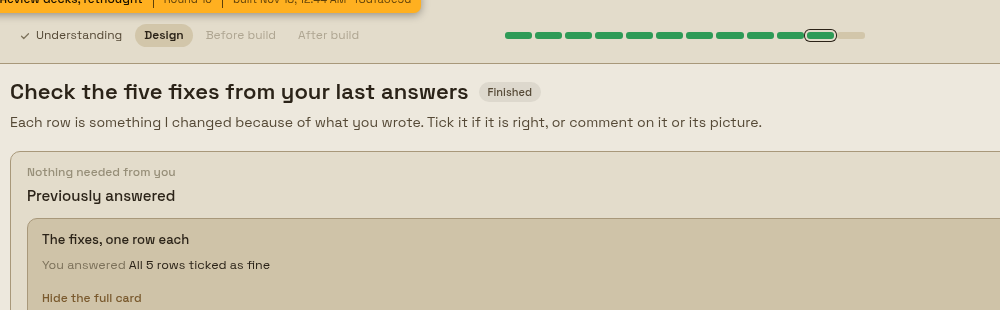 Review decks, rethought
Understanding Design Before build After build
Check the five fixes from your last answers Finished
Each row is something I changed because of what you wrote. Tick it if it is right, or comment on it or its picture.
Nothing needed from you
Previously answered
The fixes, one row each
You answered All 5 rows ticked as fine
Hide the full card